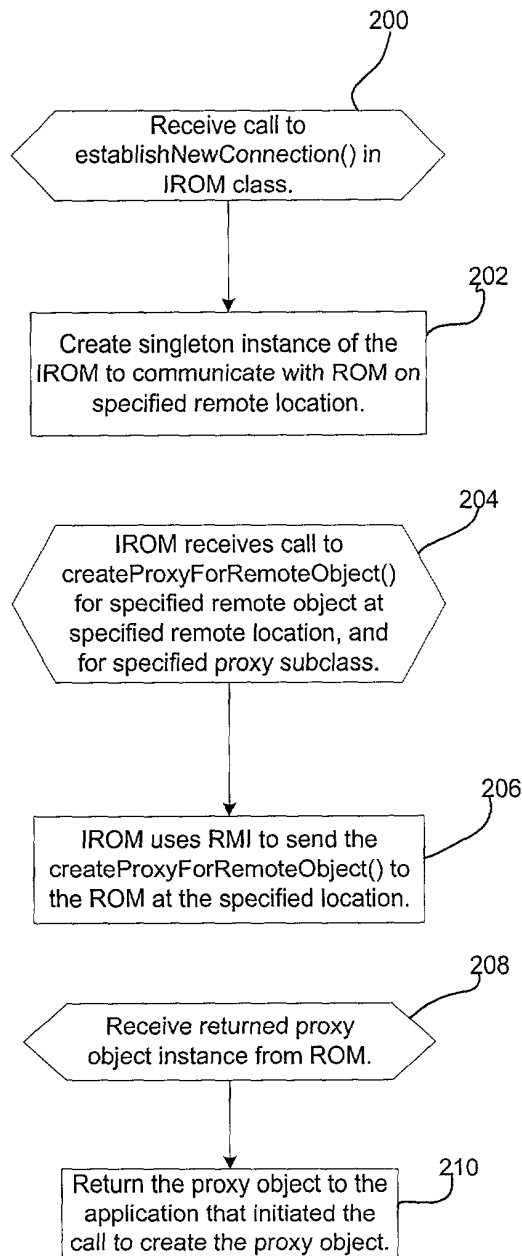 200
Receive call to
establishNewConnection() in
IROM class.
202
Create singleton instance of the
IROM to communicate with ROM on
specified remote location.
204
IROM receives call to
createProxyForRemoteObject()
for specified remote object at
specified remote location, and
for specified proxy subclass.
206
IROM uses RMI to send the
createProxyForRemoteObject() to
the ROM at the specified location.
208
Receive returned proxy
object instance from ROM.
210
Return the proxy object to the
application that initiated the
call to create the proxy object.